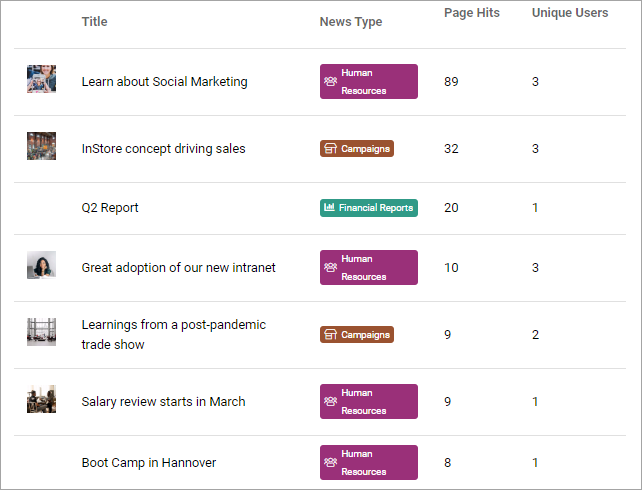 Title News Type Page Hits Unique Users
Learn about Social Marketing Human Resources 89 3
InStore concept driving sales Campaigns 32 3
Q2 Report Financial Reports 20 1
Great adoption of our new intranet Human Resources 10 3
Learnings from a post-pandemic
trade show Campaigns 9 2
Salary review starts in March Human Resources 9 1
Boot Camp in Hannover Human Resources 8 1